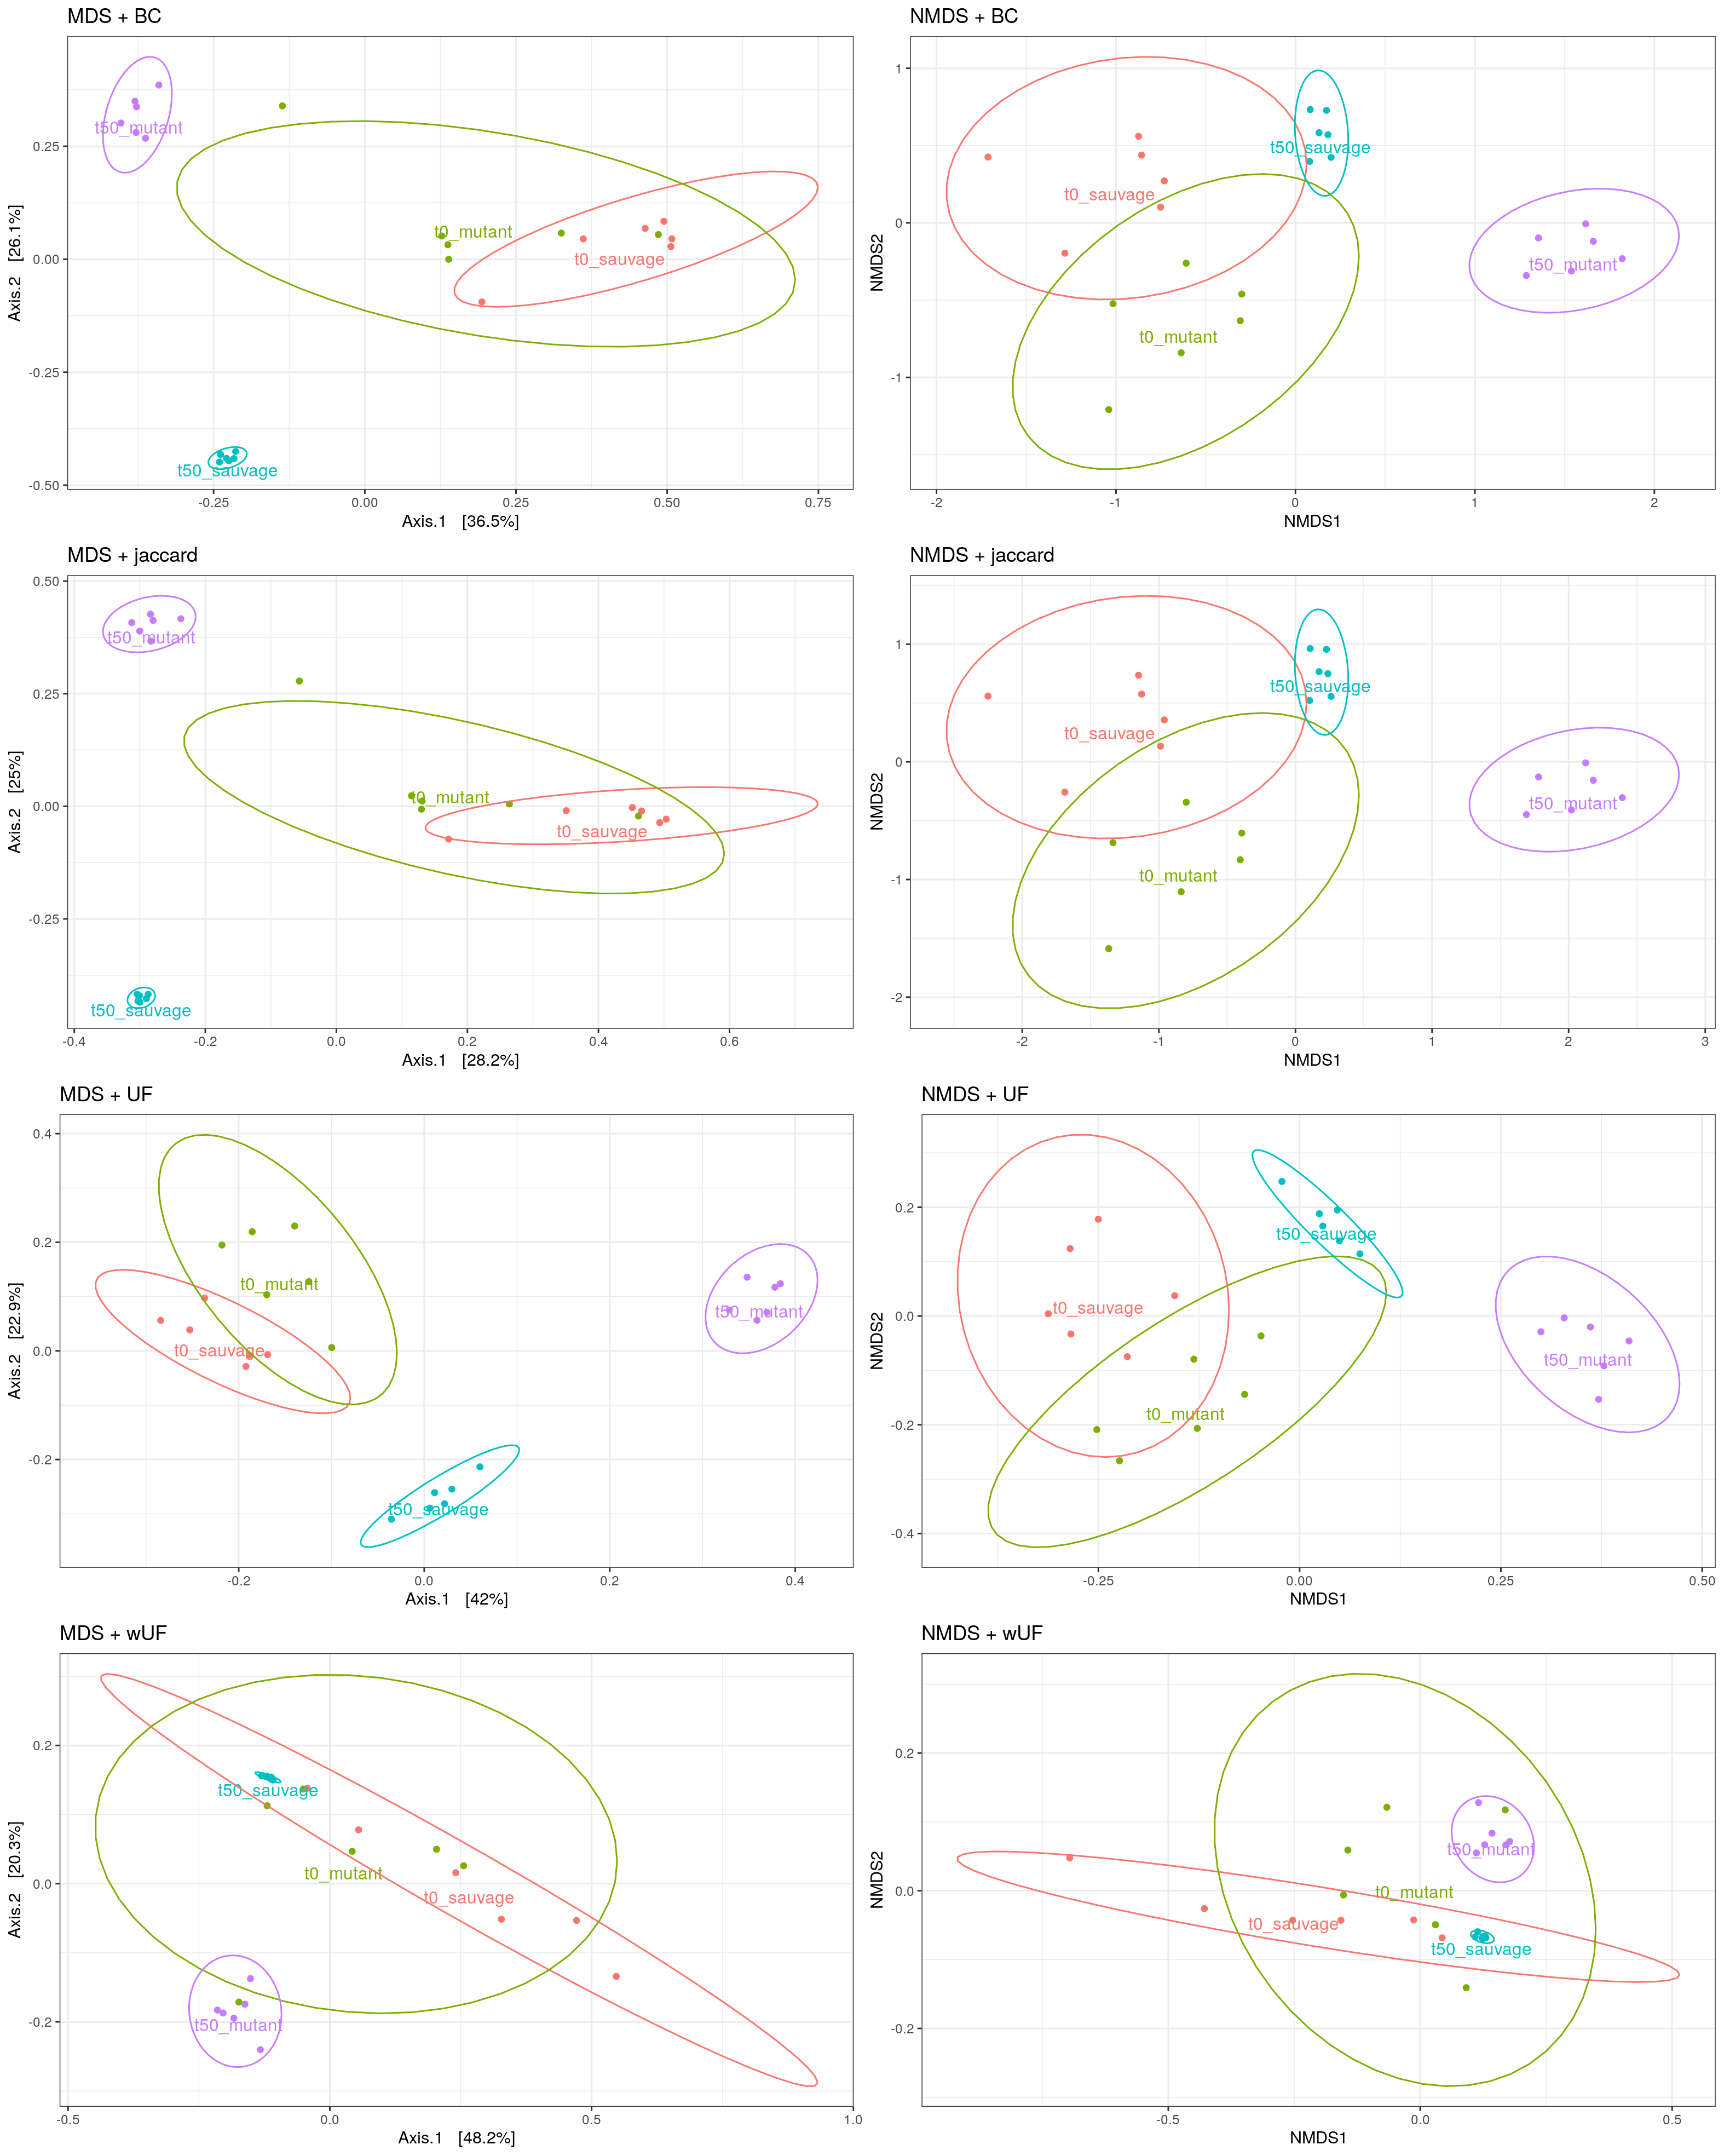 MDS + BC
t50_mutant
t0_mutant
t0_sauvage
t50_sauvage
0.25
0.00
-0.25
-0.50
-0.25
0.00
0.25
0.50
0.75
Axis.1 [36.5%]
Axis.2 [26.1%]
NMDS + BC
t50_sauvage
t0_sauvage
t50_mutant
t0_mutant
1
0
-1
-2
-1
0
1
2
NMDS1
NMDS2
MDS + jaccard
t50_mutant
t0_mutant
t0_sauvage
t50_sauvage
0.50
0.25
0.00
-0.25
-0.4
-0.2
0.0
0.2
0.4
0.6
Axis.1 [28.2%]
Axis.2 [25%]
NMDS + jaccard
t50_sauvage
t0_sauvage
t50_mutant
t0_mutant
1
0
-1
-2
-2
-1
0
1
2
3
NMDS1
NMDS2
MDS + UF
t0_mutant
t50_mutant
t0_sauvage
t50_sauvage
0.4
0.2
0.0
-0.2
-0.2
0.0
0.2
0.4
Axis.1 [42%]
Axis.2 [22.9%]
NMDS + UF
t50_sauvage
t0_sauvage
t50_mutant
t0_mutant
0.2
0.0
-0.2
-0.4
-0.25
0.00
0.25
0.50
NMDS1
NMDS2
MDS + wUF
t50_sauvage
t0_mutant
t0_sauvage
t50_mutant
0.2
0.0
-0.2
-0.5
0.0
0.5
1.0
Axis.1 [48.2%]
Axis.2 [20.3%]
NMDS + wUF
t50_mutant
t0_mutant
t0_sauvage
t50_sauvage
0.2
0.0
-0.2
-0.5
0.0
0.5
NMDS1
NMDS2